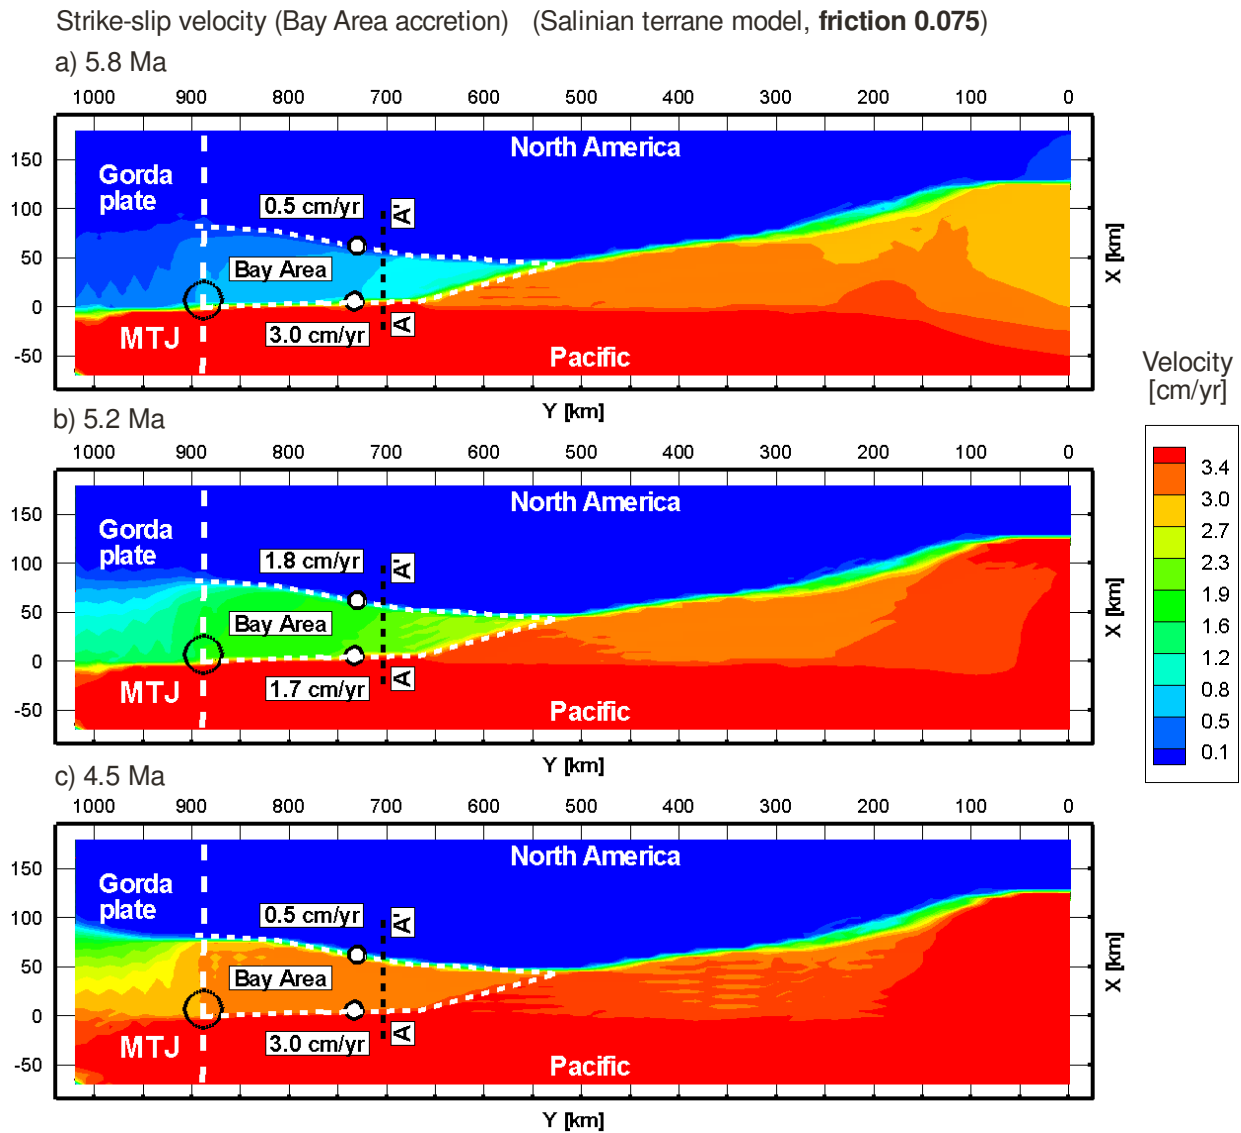 Strike-slip velocity (Bay Area accretion) (Salinian terrane model, friction 0.075)
a) 5.8 Ma
1000 900 800 700 600 500 400 300 200 100 0
150
100
50
0
-50
North America
Gorda
plate
0.5 cm/yr
A'
Bay Area
A
3.0 cm/yr
MTJ
Pacific
X [km]
Y [km]
b) 5.2 Ma
1000 900 800 700 600 500 400 300 200 100 0
150
100
50
0
-50
North America
Gorda
plate
1.8 cm/yr
A'
Bay Area
A
1.7 cm/yr
MTJ
Pacific
X [km]
Y [km]
c) 4.5 Ma
1000 900 800 700 600 500 400 300 200 100 0
150
100
50
0
-50
North America
Gorda
plate
0.5 cm/yr
A'
Bay Area
A
3.0 cm/yr
MTJ
Pacific
X [km]
Y [km]
Velocity
[cm/yr]
3.4
3.0
2.7
2.3
1.9
1.6
1.2
0.8
0.5
0.1